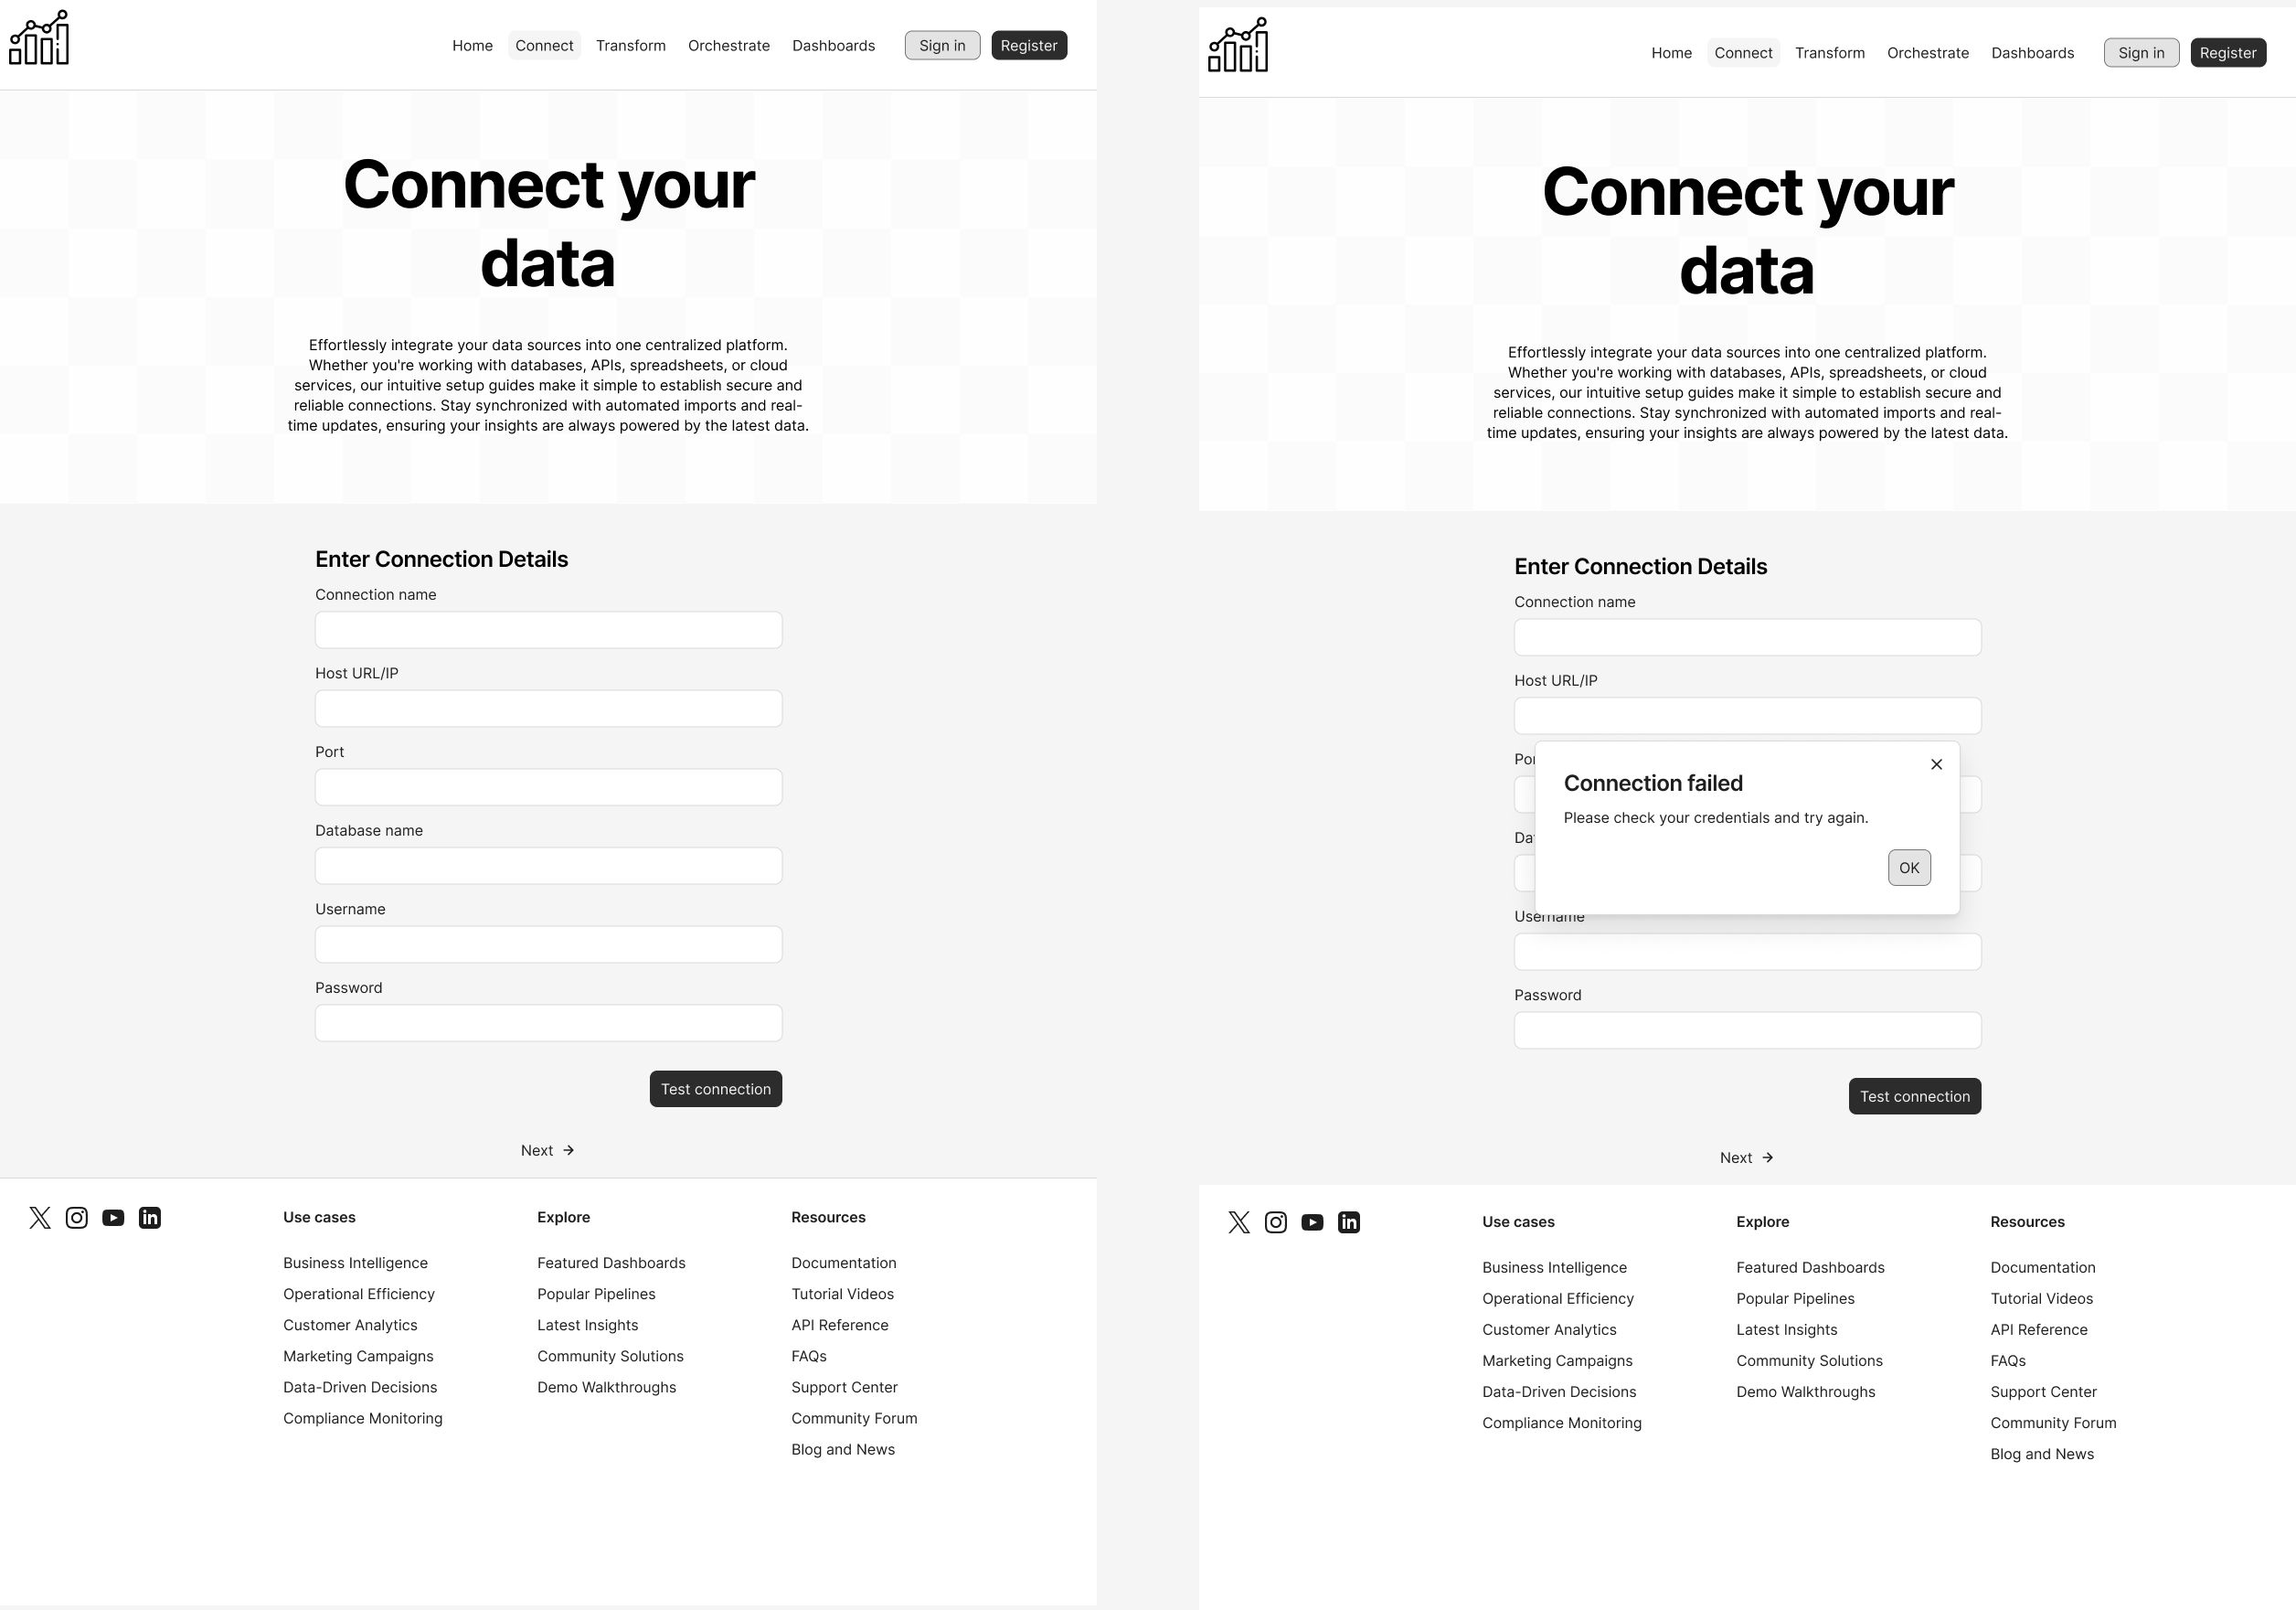 Home Connect Transform Orchestrate Dashboards Sign in Register
Connect your
data
Effortlessly integrate your data sources into one centralized platform.
Whether you're working with databases, APIs, spreadsheets, or cloud
services, our intuitive setup guides make it simple to establish secure and
reliable connections. Stay synchronized with automated imports and real-
time updates, ensuring your insights are always powered by the latest data.
Enter Connection Details
Connection name
Host URL/IP
Port
Database name
Username
Password
Test connection
Next
Use cases
Business Intelligence
Operational Efficiency
Customer Analytics
Marketing Campaigns
Data-Driven Decisions
Compliance Monitoring
Explore
Featured Dashboards
Popular Pipelines
Latest Insights
Community Solutions
Demo Walkthroughs
Resources
Documentation
Tutorial Videos
API Reference
FAQs
Support Center
Community Forum
Blog and News
Home Connect Transform Orchestrate Dashboards Sign in Register
Connect your
data
Effortlessly integrate your data sources into one centralized platform.
Whether you're working with databases, APIs, spreadsheets, or cloud
services, our intuitive setup guides make it simple to establish secure and
reliable connections. Stay synchronized with automated imports and real-
time updates, ensuring your insights are always powered by the latest data.
Enter Connection Details
Connection name
Host URL/IP
Connection failed
Please check your credentials and try again.
OK
Username
Password
Test connection
Next
Use cases
Business Intelligence
Operational Efficiency
Customer Analytics
Marketing Campaigns
Data-Driven Decisions
Compliance Monitoring
Explore
Featured Dashboards
Popular Pipelines
Latest Insights
Community Solutions
Demo Walkthroughs
Resources
Documentation
Tutorial Videos
API Reference
FAQs
Support Center
Community Forum
Blog and News